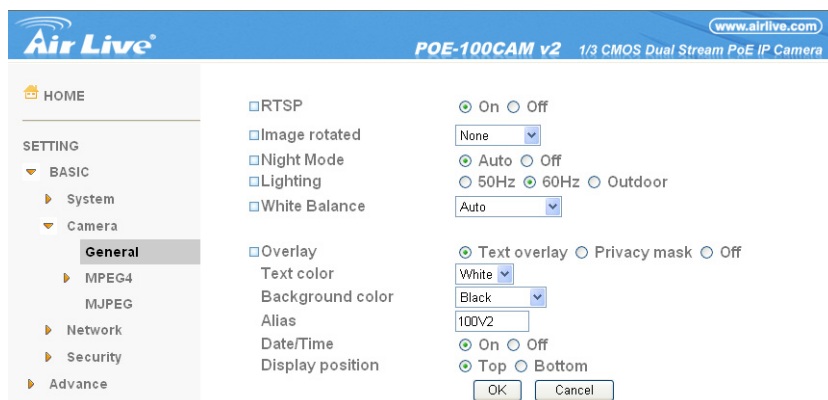 www.airlive.com
Air Live®
POE-100CAM v2 1/3 CMOS Dual Stream PoE IP Camera
HOME
SETTING
BASIC
System
Camera
General
MPEG4
MJPEG
Network
Security
Advance
RTSP On Off
Image rotated None
Night Mode Auto Off
Lighting 50Hz 60Hz Outdoor
White Balance Auto
Overlay Text overlay Privacy mask Off
Text color White
Background color Black
Alias 100V2
Date/Time On Off
Display position Top Bottom
OK Cancel